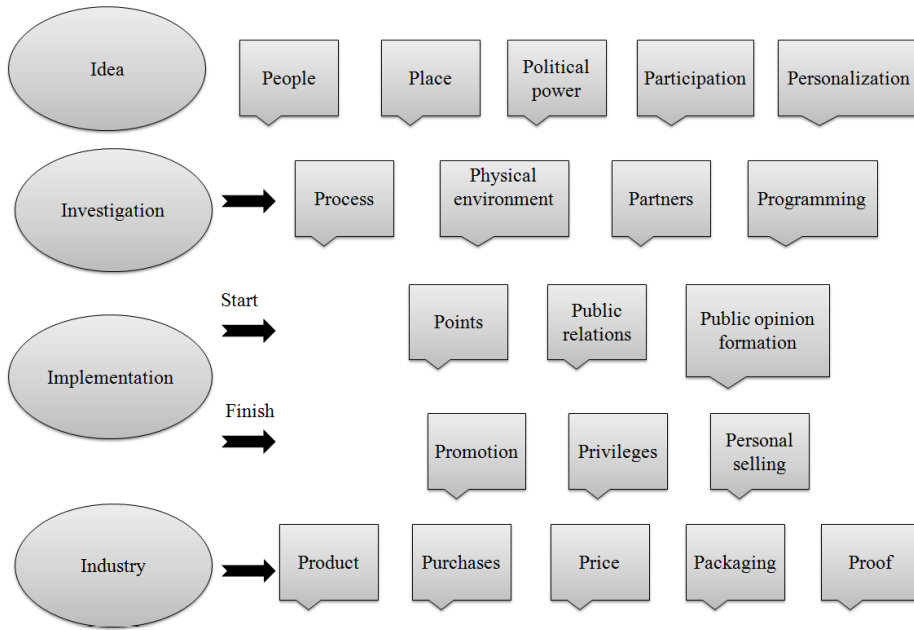 Idea
People
Place
Political
power
Participation
Personalization
Investigation
Process
Physical
environment
Partners
Programming
Implementation
Start
Points
Public
relations
Public opinion
formation
Finish
Promotion
Privileges
Personal
selling
Industry
Product
Purchases
Price
Packaging
Proof